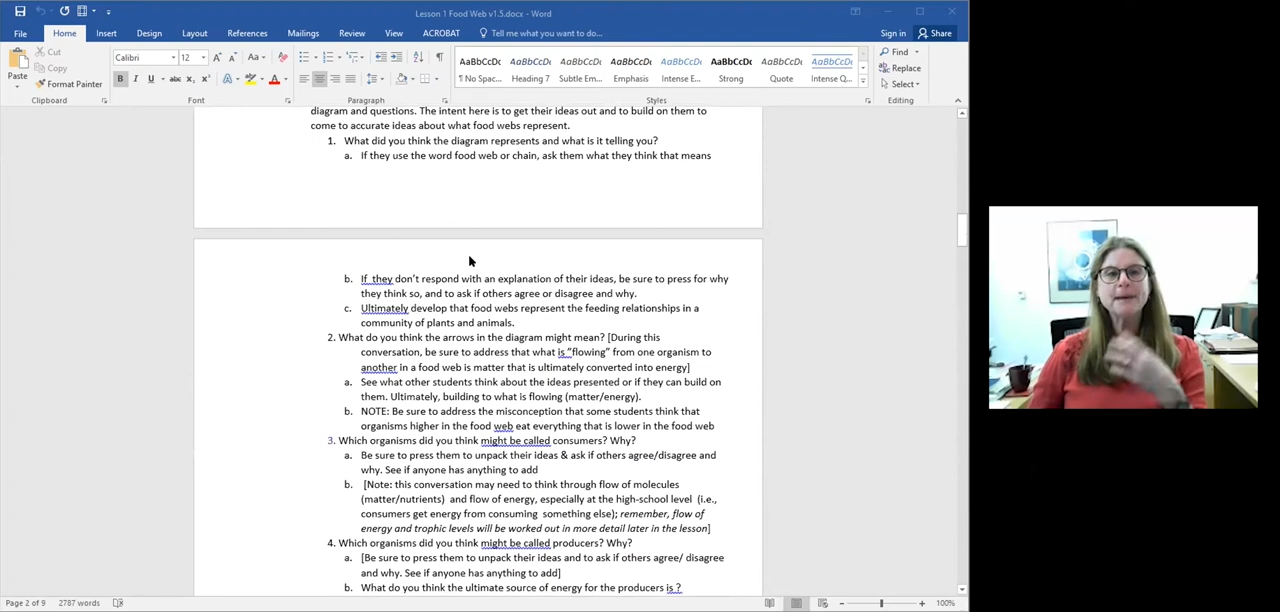 Lesson 1 Food Web v1.5.docx - Word
File Home Insert Design Layout References Mailings Review View ACROBAT Tell me what you want to do... Sign in Share
Cut
Copy
Format Painter
Paste
Clipboard
Calibri 12
Font
Paragraph
AaBbCcDc AaBbCcDc AaBbCcDc AaBbCcDc AaBbCcDc AaBbCcDc AaBbCcDc AaBbCcDc
¶ No Spac... Heading 7 Subtle Em... Emphasis Intense E... Strong Quote Intense Q...
Styles
Find
Replace
Select
Editing
diagram and questions. The intent here is to get their ideas out and to build on them to
come to accurate ideas about what food webs represent.
1. What did you think the diagram represents and what is it telling you?
a. If they use the word food web or chain, ask them what they think that means
b. If they don't respond with an explanation of their ideas, be sure to press for why
they think so, and to ask if others agree or disagree and why.
c. Ultimately develop that food webs represent the feeding relationships in a
community of plants and animals.
2. What do you think the arrows in the diagram might mean? [During this
conversation, be sure to address that what is "flowing" from one organism to
another in a food web is matter that is ultimately converted into energy]
a. See what other students think about the ideas presented or if they can build on
them. Ultimately, building to what is flowing (matter/energy).
b. NOTE: Be sure to address the misconception that some students think that
organisms higher in the food web eat everything that is lower in the food web
3. Which organisms did you think might be called consumers? Why?
a. Be sure to press them to unpack their ideas & ask if others agree/disagree and
why. See if anyone has anything to add
b. [Note: this conversation may need to think through flow of molecules
(matter/nutrients) and flow of energy, especially at the high-school level (i.e.,
consumers get energy from consuming something else); remember, flow of
energy and trophic levels will be worked out in more detail later in the lesson]
4. Which organisms did you think might be called producers? Why?
a. [Be sure to press them to unpack their ideas and to ask if others agree/ disagree
and why. See if anyone has anything to add]
b. What do you think the ultimate source of energy for the producers is ?
Page 2 of 9 2787 words 100%